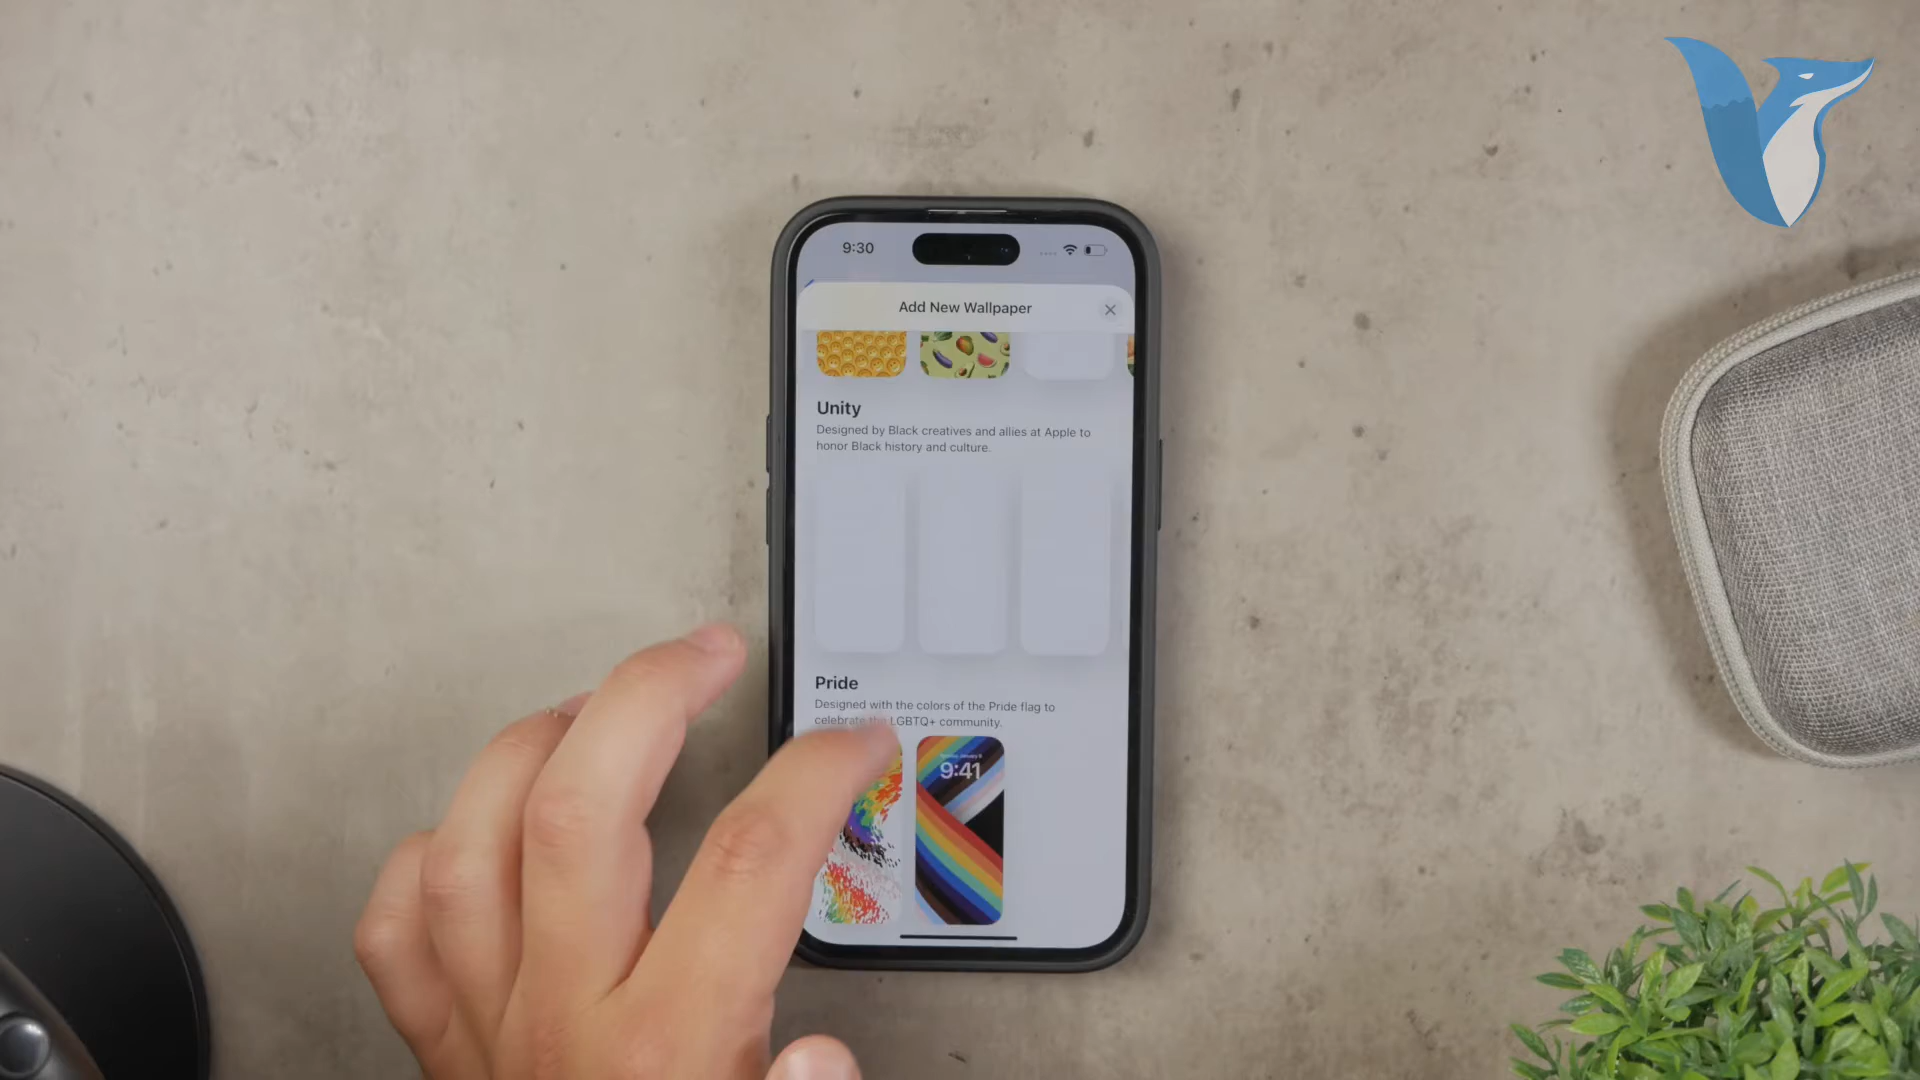 9:30
Add New Wallpaper
Unity
Designed by Black creatives and allies at Apple to
honor Black history and culture.
Pride
Designed with the colors of the Pride flag to
celebrate the LGBTQ+ community.
9:41